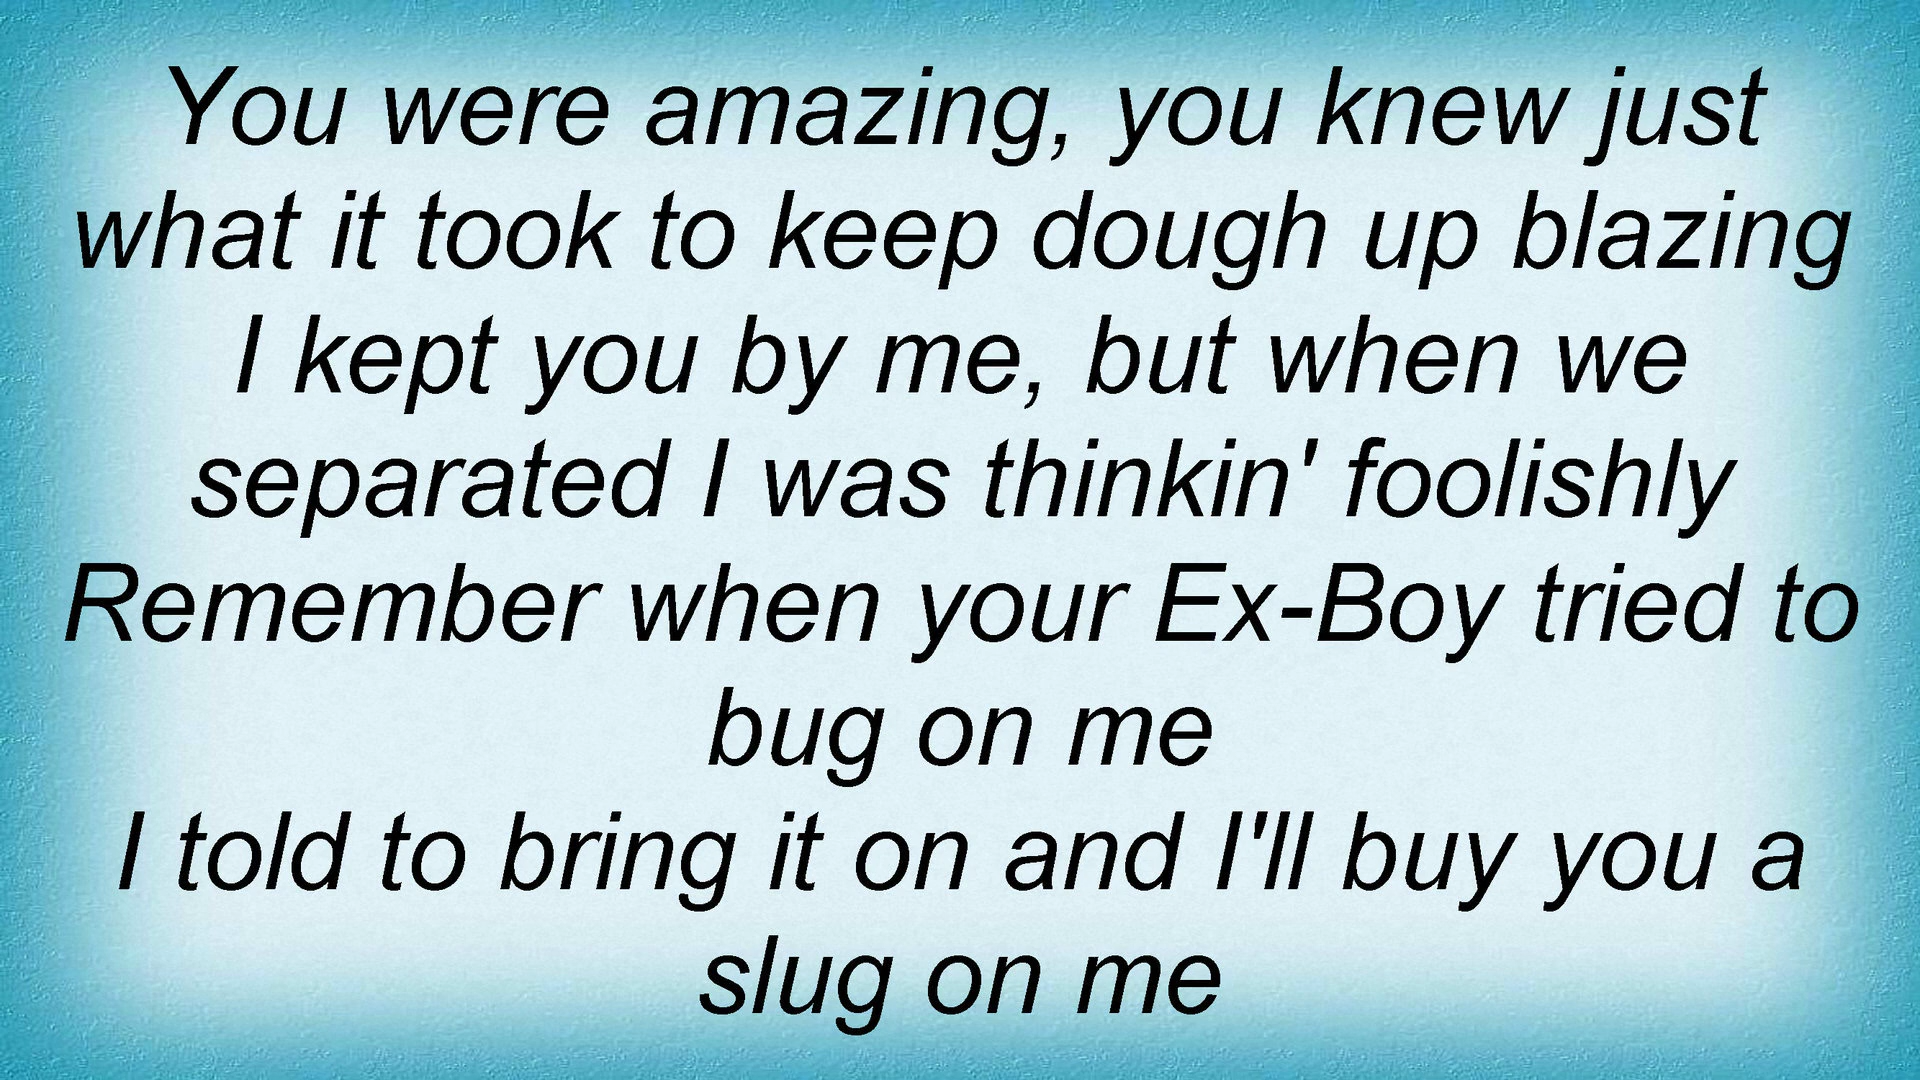 You were amazing, you knew just
what it took to keep dough up blazing
I kept you by me, but when we
separated I was thinkin' foolishly
Remember when your Ex-Boy tried to
bug on me
I told to bring it on and I'll buy you a
slug on me